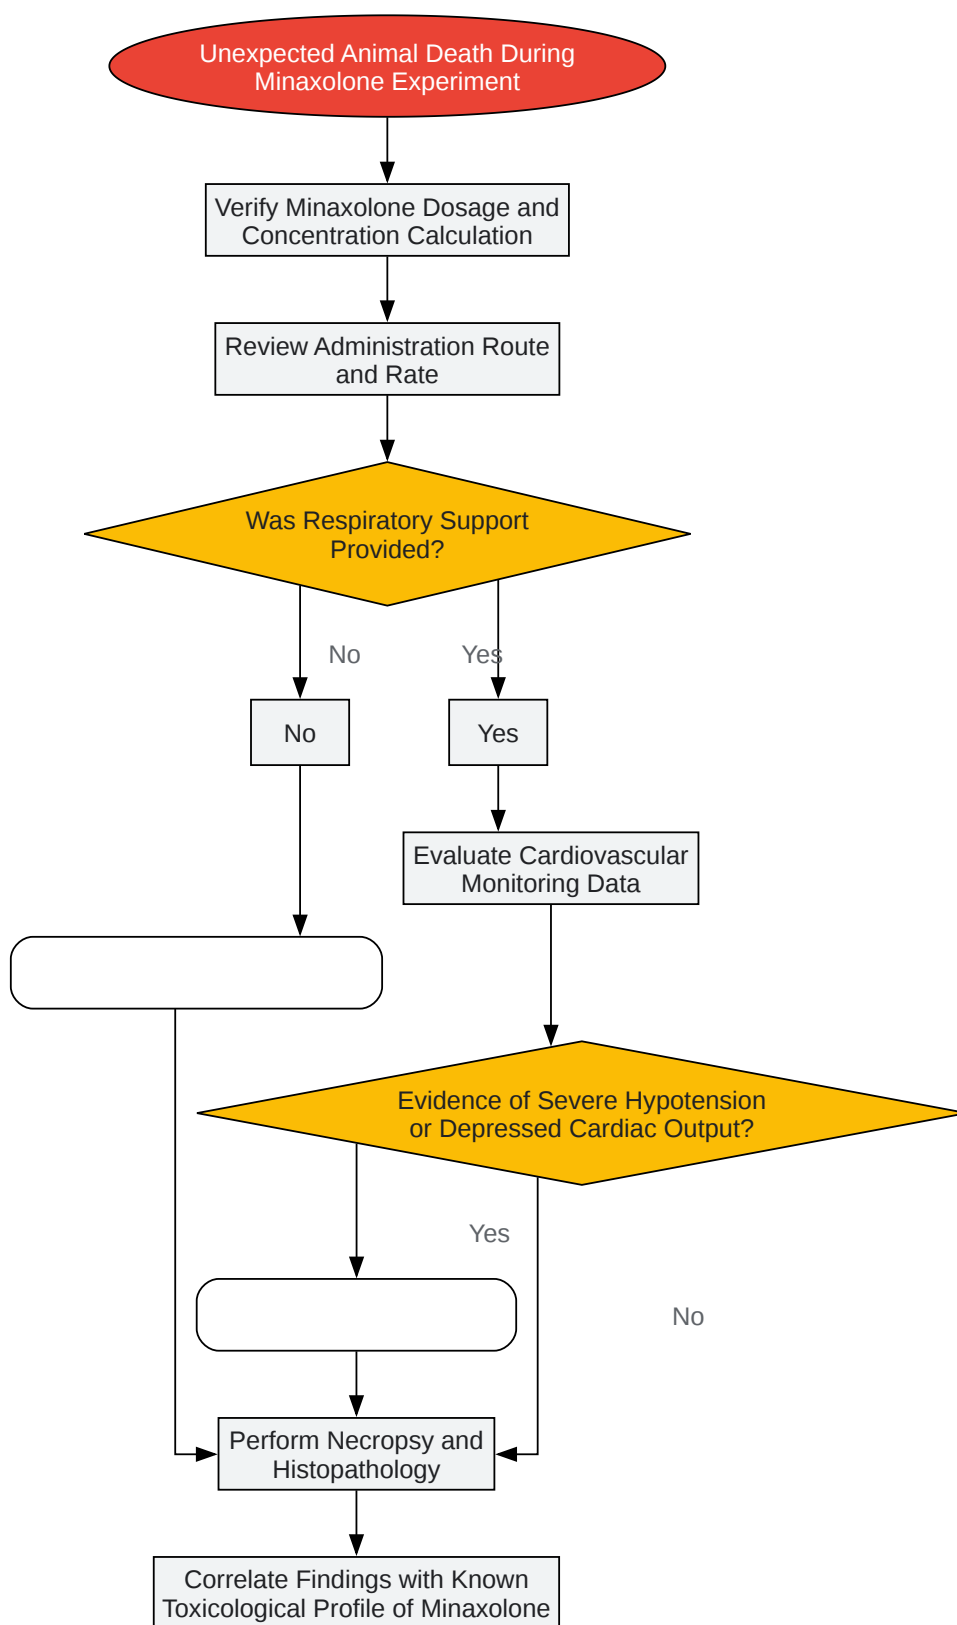 Unexpected Animal Death During
Minaxolone Experiment
Verify Minaxolone Dosage and
Concentration Calculation
Review Administration Route
and Rate
Was Respiratory Support
Provided?
No
Yes
No
Yes
Evaluate Cardiovascular
Monitoring Data
Evidence of Severe Hypotension
or Depressed Cardiac Output?
Yes
No
Perform Necropsy and
Histopathology
Correlate Findings with Known
Toxicological Profile of Minaxolone